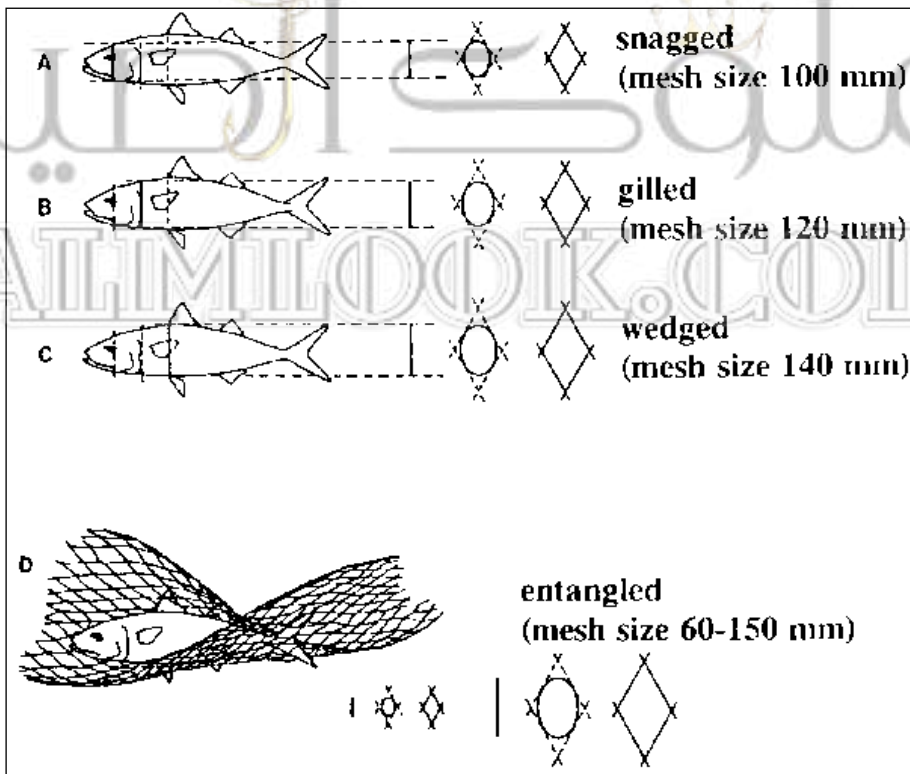 A
snagged
(mesh size 100 mm)
B
gilled
(mesh size 120 mm)
ALMLOOK.CO
C
wedged
(mesh size 140 mm)
D
entangled
(mesh size 60-150 mm)